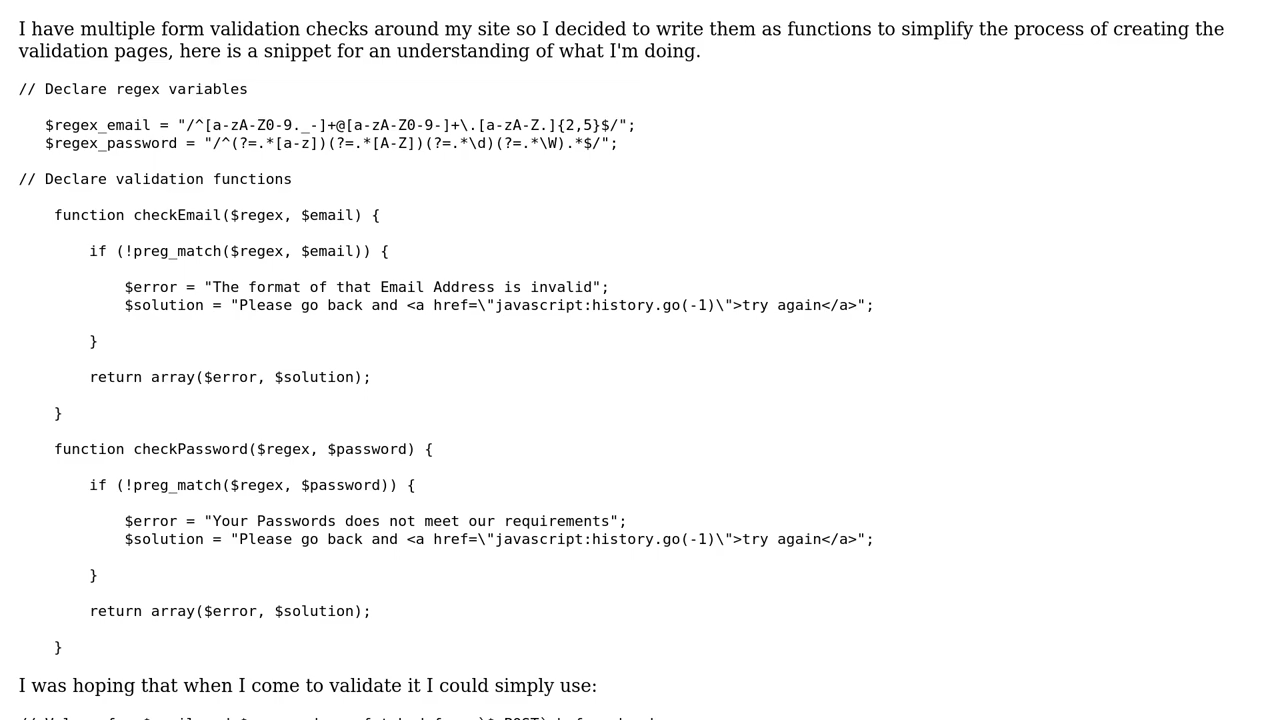 I have multiple form validation checks around my site so I decided to write them as functions to simplify the process of creating the
validation pages, here is a snippet for an understanding of what I'm doing.
// Declare regex variables
$regex_email = "/^[a-zA-Z0-9._-]+@[a-zA-Z0-9-]+\.[a-zA-Z.]{2,5}$/";
$regex_password = "/^(?=.*[a-z])(?=.*[A-Z])(?=.*\d)(?=.*\W).*$/";
// Declare validation functions
function checkEmail($regex, $email) {
if (!preg_match($regex, $email)) {
$error = "The format of that Email Address is invalid";
$solution = "Please go back and <a href=\"javascript:history.go(-1)\">try again</a>";
}
return array($error, $solution);
}
function checkPassword($regex, $password) {
if (!preg_match($regex, $password)) {
$error = "Your Passwords does not meet our requirements";
$solution = "Please go back and <a href=\"javascript:history.go(-1)\">try again</a>";
}
return array($error, $solution);
}
I was hoping that when I come to validate it I could simply use: